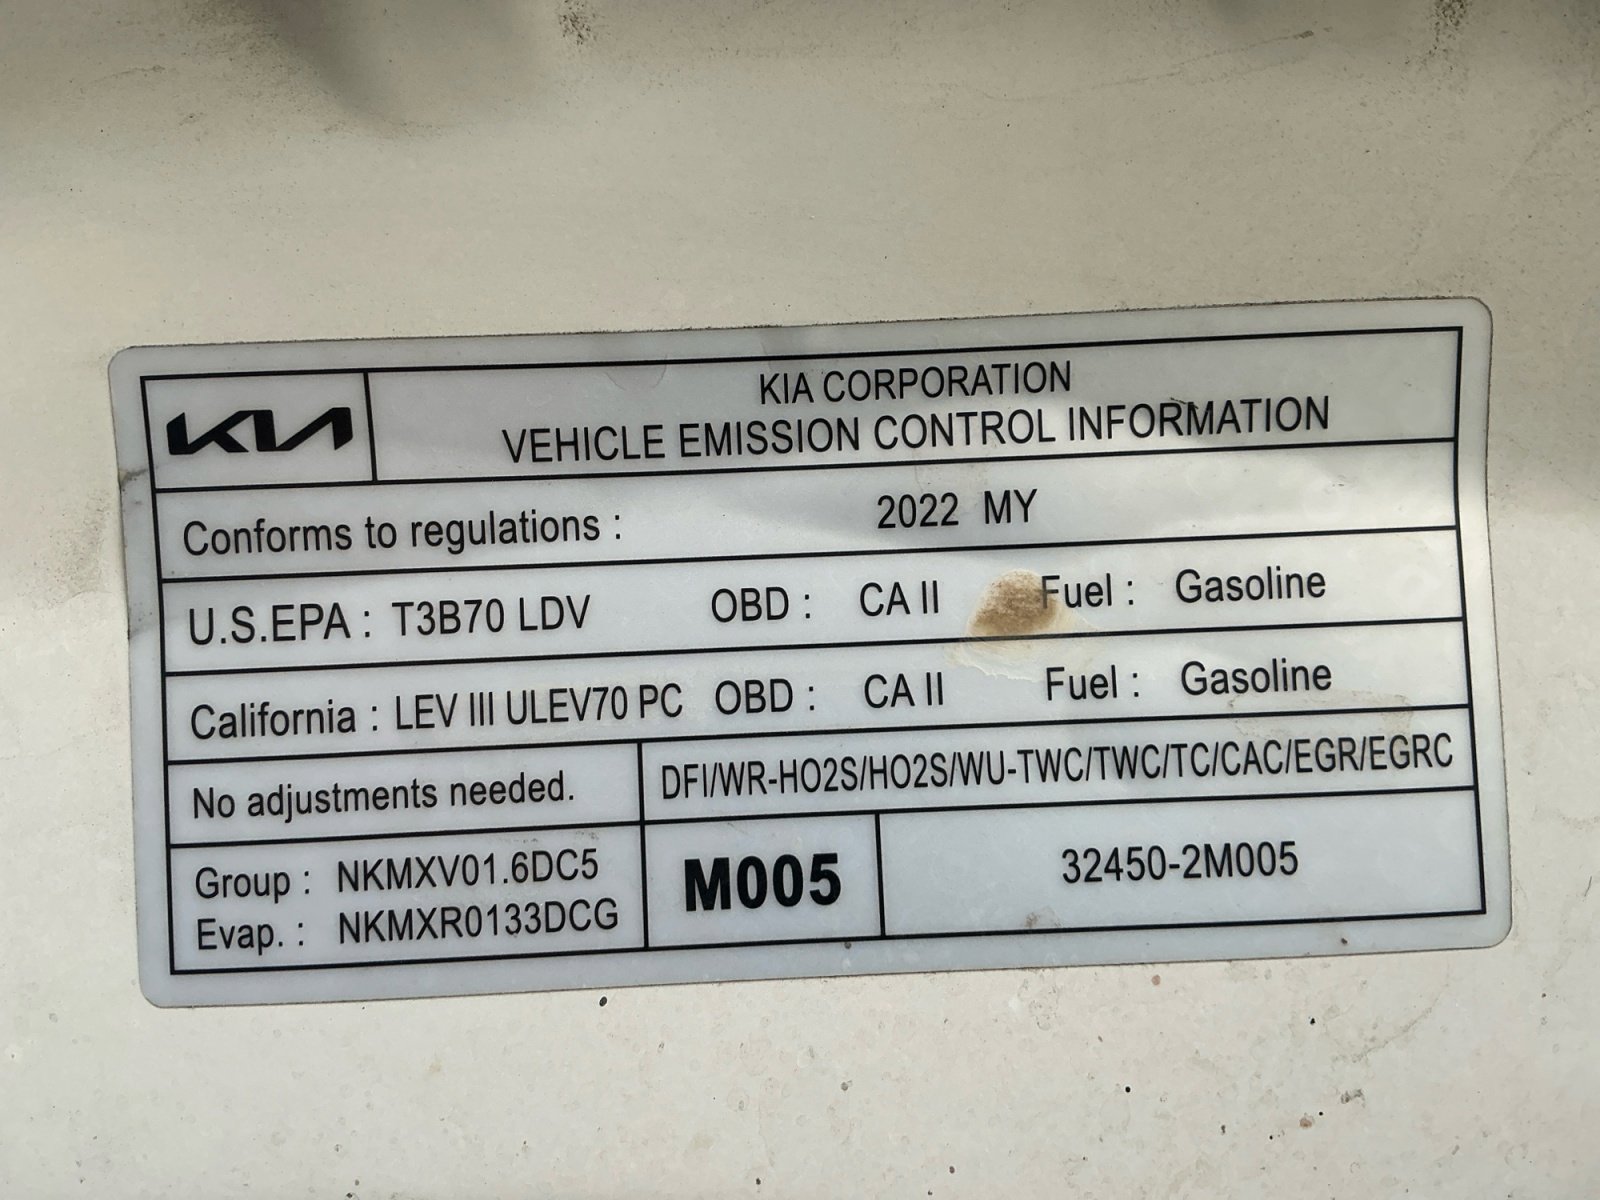 KIA
KIA CORPORATION
VEHICLE EMISSION CONTROL INFORMATION
Conforms to regulations : 2022 MY
U.S.EPA : T3B70 LDV OBD : CA II Fuel : Gasoline
California : LEV III ULEV70 PC OBD : CA II Fuel : Gasoline
No adjustments needed. DFI/WR-HO2S/HO2S/WU-TWC/TWC/TC/CAC/EGR/EGRC
Group : NKMXV01.6DC5
Evap. : NKMXR0133DCG
M005
32450-2M005